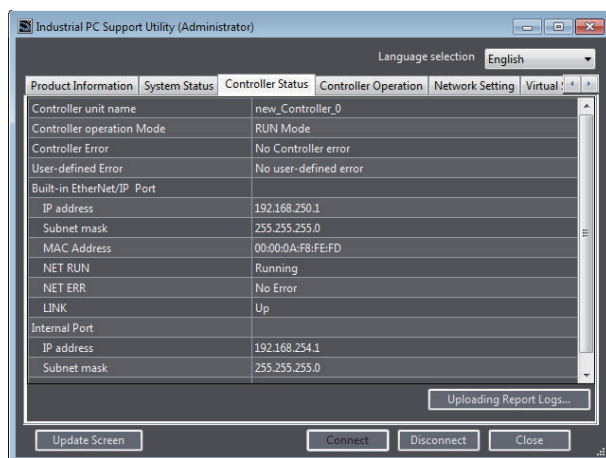 Industrial PC Support Utility (Administrator)
Language selection English
Product Information System Status Controller Status Controller Operation Network Setting Virtual
Controller unit name new_Controller_0
Controller operation Mode RUN Mode
Controller Error No Controller error
User-defined Error No user-defined error
Built-in EtherNet/IP Port
IP address 192.168.250.1
Subnet mask 255.255.255.0
MAC Address 00:00:0A:F8:FE:FD
NET RUN Running
NET ERR No Error
LINK Up
Internal Port
IP address 192.168.254.1
Subnet mask 255.255.255.0
Uploading Report Logs...
Update Screen Connect Disconnect Close